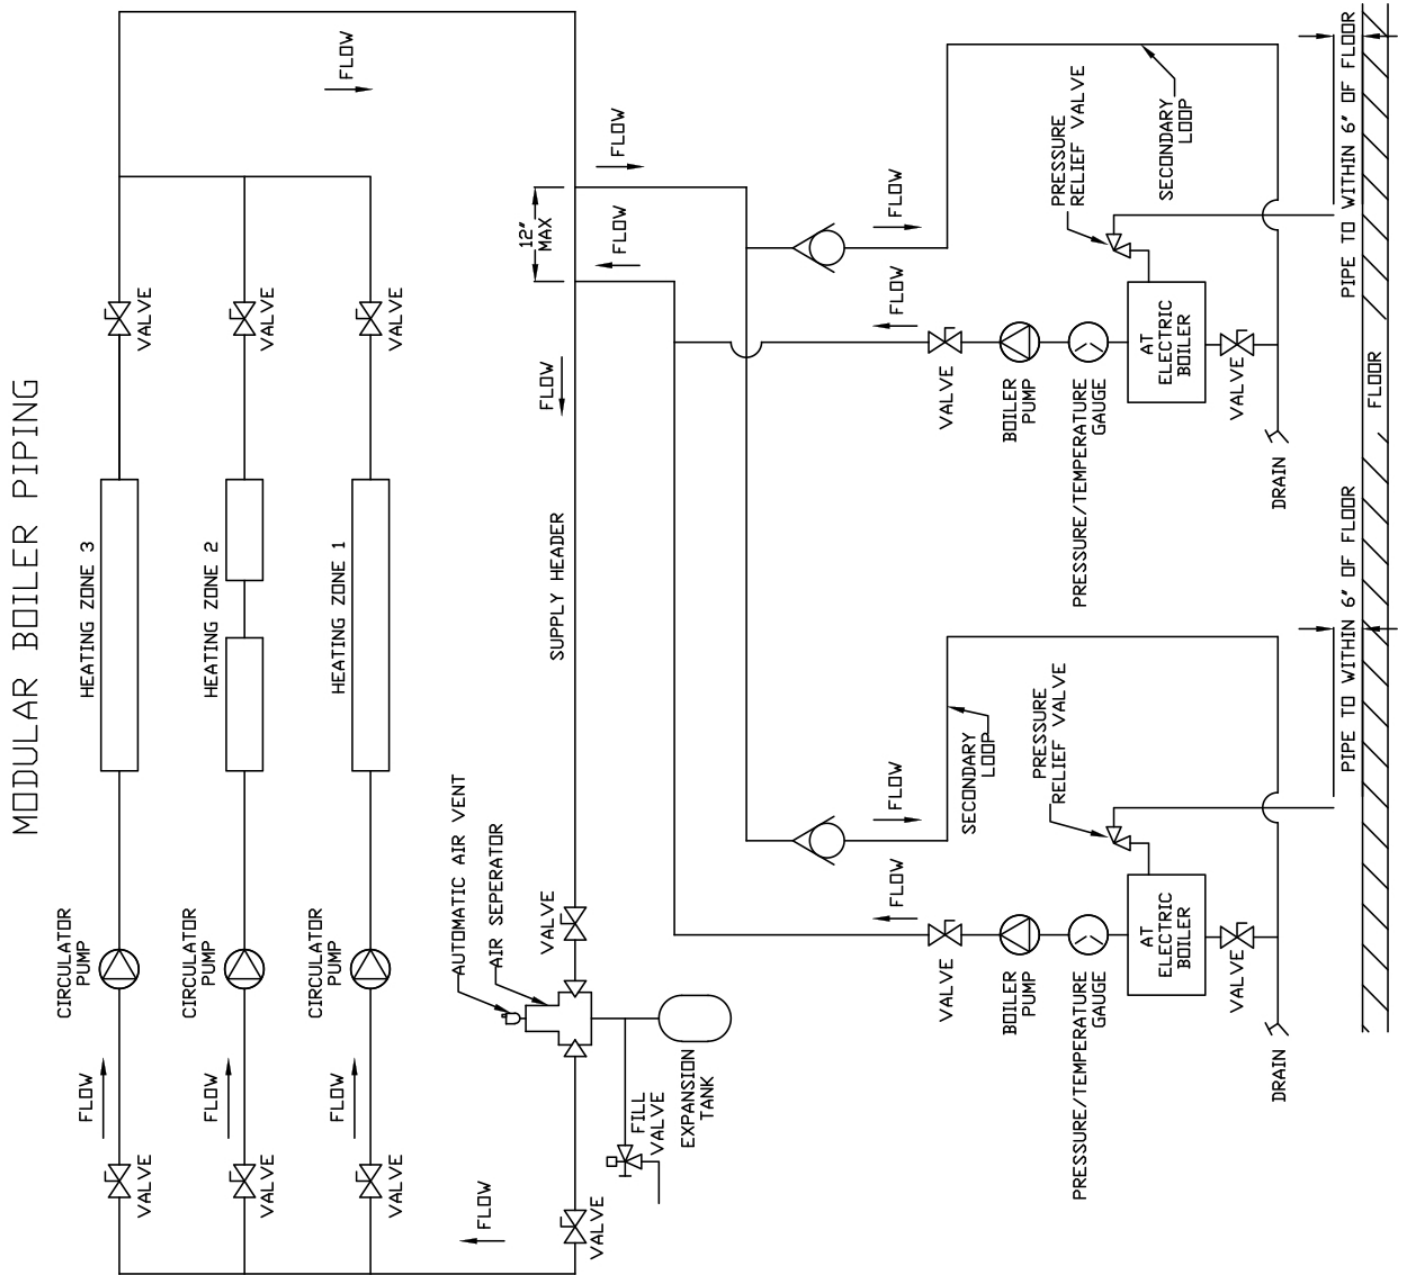 MODULAR BOILER PIPING
CIRCULATOR
PUMP
FLOW
VALVE
HEATING ZONE 3
VALVE
CIRCULATOR
PUMP
FLOW
VALVE
HEATING ZONE 2
VALVE
CIRCULATOR
PUMP
FLOW
VALVE
HEATING ZONE 1
VALVE
FLOW
AUTOMATIC AIR VENT
AIR SEPERATOR
FLOW
VALVE
VALVE
SUPPLY HEADER
FLOW
12"
MAX
FLOW
FLOW
FILL
VALVE
EXPANSION
TANK
FLOW
FLOW
VALVE
SECONDARY
LOOP
BOILER
PUMP
PRESSURE
RELIEF VALVE
PRESSURE/TEMPERATURE
GAUGE
AT
ELECTRIC
BOILER
VALVE
DRAIN
PIPE TO WITHIN 6" OF FLOOR
FLOW
FLOW
VALVE
BOILER
PUMP
PRESSURE
RELIEF VALVE
PRESSURE/TEMPERATURE
GAUGE
SECONDARY
LOOP
AT
ELECTRIC
BOILER
VALVE
DRAIN
PIPE TO WITHIN 6" OF FLOOR
FLOOR